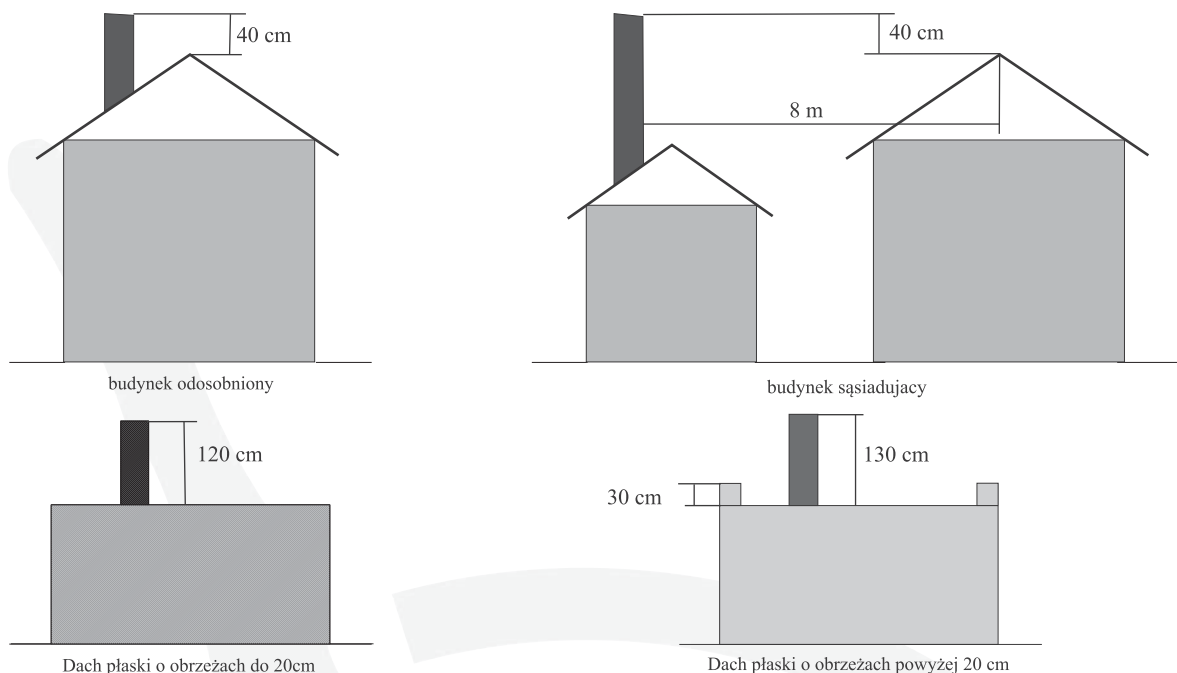 40 cm
40 cm
8 m
budynek odosobniony
budynek sąsiadujacy
120 cm
130 cm
30 cm
Dach płaski o obrzeżach do 20cm
Dach płaski o obrzeżach powyżej 20 cm